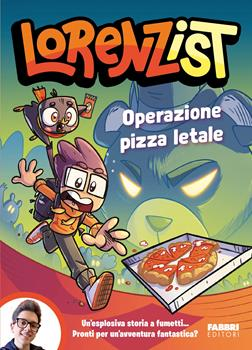 LORENZIST
Operazione
pizza letale
Un'esplosiva storia a fumetti...
Pronti per un'avventura fantastica?
FABBRI
EDITORI